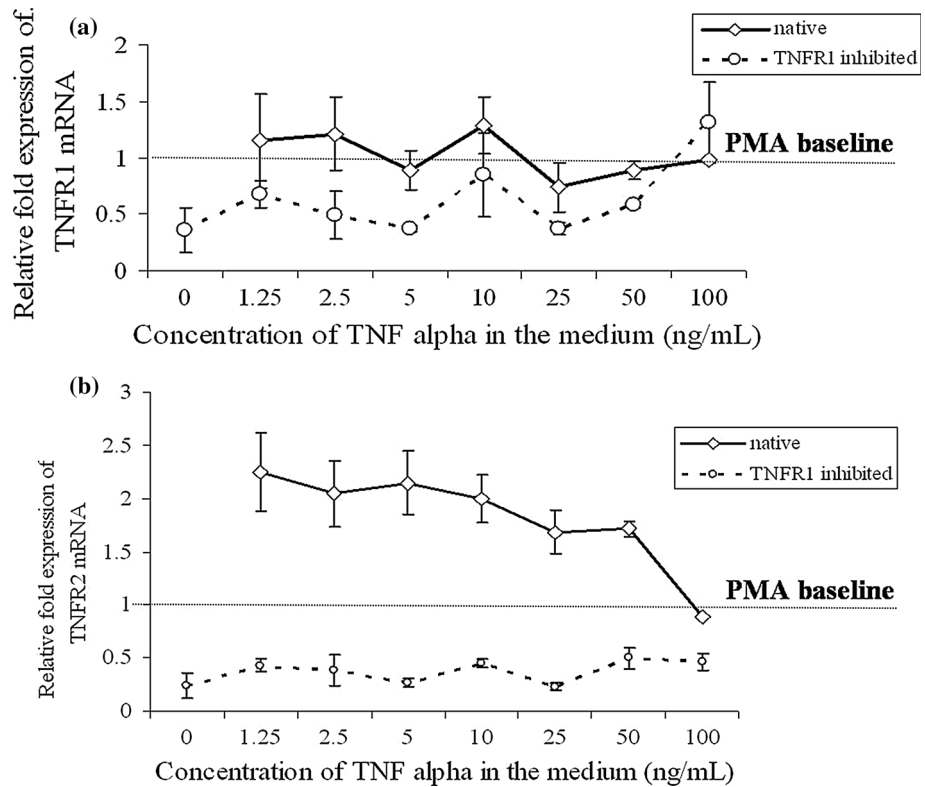 (a)
Relative fold expression of.
TNFR1 mRNA
2
1.5
1
0.5
0
native
TNFR1 inhibited
PMA baseline
0 1.25 2.5 5 10 25 50 100
Concentration of TNF alpha in the medium (ng/mL)
(b)
Relative fold expression of
TNFR2 mRNA
3
2.5
2
1.5
1
0.5
0
native
TNFR1 inhibited
PMA baseline
0 1.25 2.5 5 10 25 50 100
Concentration of TNF alpha in the medium (ng/mL)